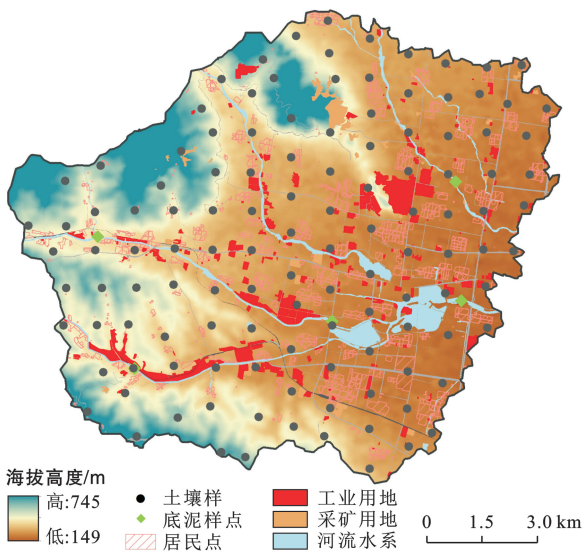 海拔高度/m
高:745
低:149
土壤样
底泥样点
居民点
工业用地
采矿用地
河流水系
0 1.5 3.0 km